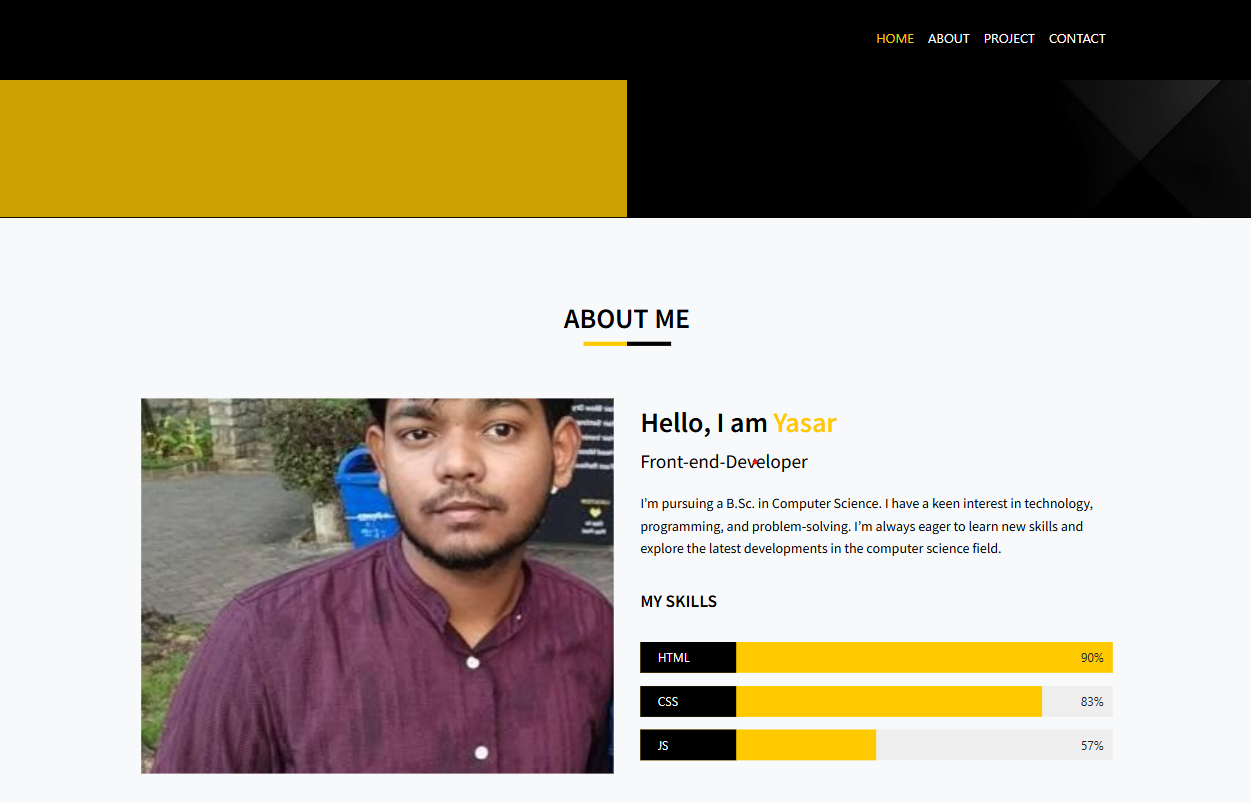 HOME ABOUT PROJECT CONTACT
ABOUT ME
Hello, I am Yasar
Front-end-Developer
I'm pursuing a B.Sc. in Computer Science. I have a keen interest in technology,
programming, and problem-solving. I'm always eager to learn new skills and
explore the latest developments in the computer science field.
MY SKILLS
HTML 90%
CSS 83%
JS 57%